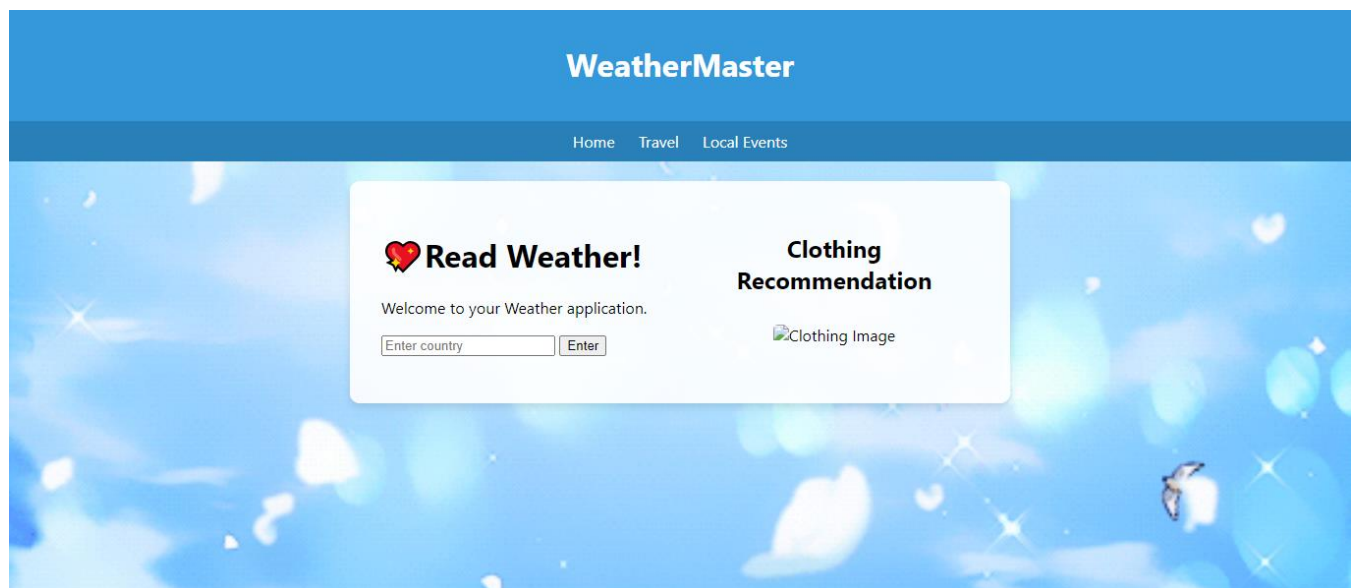 WeatherMaster
Home Travel Local Events
💖Read Weather!
Welcome to your Weather application.
Enter country Enter
Clothing
Recommendation
Clothing Image